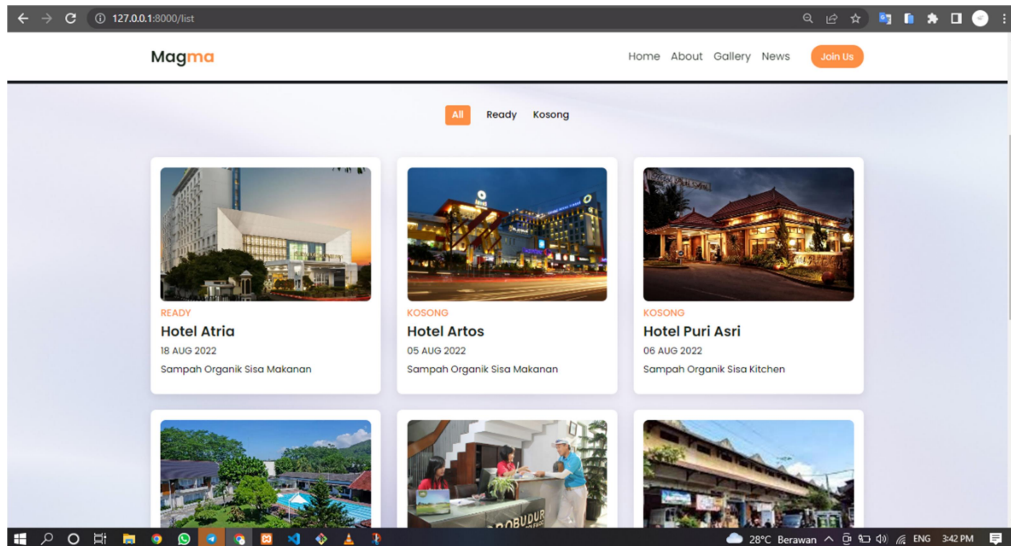 127.0.0.1:8000/list
Magma
Home About Gallery News Join Us
All Ready Kosong
READY
Hotel Atria
18 AUG 2022
Sampah Organik Sisa Makanan
KOSONG
Hotel Artos
05 AUG 2022
Sampah Organik Sisa Makanan
KOSONG
Hotel Puri Asri
06 AUG 2022
Sampah Organik Sisa Kitchen
OBUDUR
28°C Berawan ENG 3:42 PM